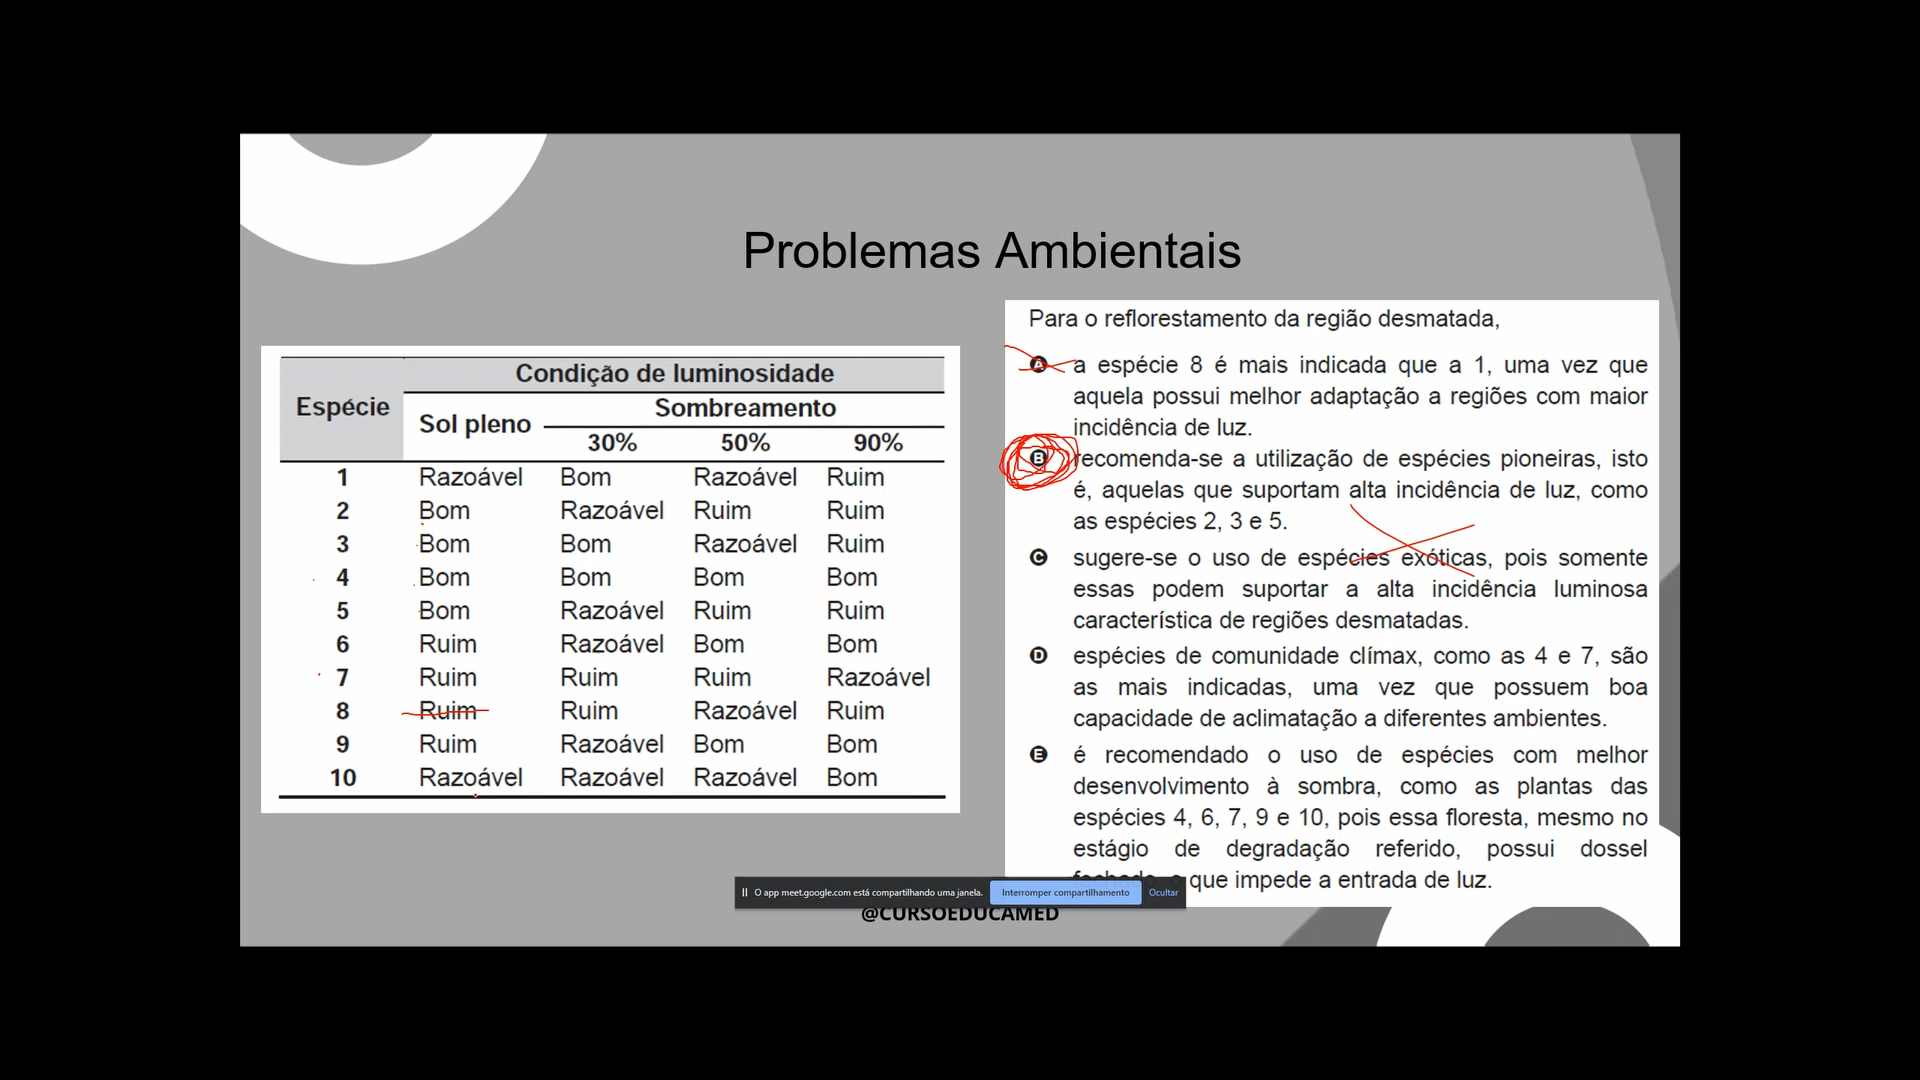 Problemas Ambientais
Espécie
Condição de luminosidade
Sol pleno
Sombreamento
30% 50% 90%
1 Razoável Bom Razoável Ruim
2 Bom Razoável Ruim Ruim
3 Bom Bom Razoável Ruim
4 Bom Bom Bom Bom
5 Bom Razoável Ruim Ruim
6 Ruim Razoável Bom Bom
7 Ruim Ruim Ruim Razoável
8 Ruim Ruim Razoável Ruim
9 Ruim Razoável Bom Bom
10 Razoável Razoável Razoável Bom
Para o reflorestamento da região desmatada,
A a espécie 8 é mais indicada que a 1, uma vez que
aquela possui melhor adaptação a regiões com maior
incidência de luz.
B recomenda-se a utilização de espécies pioneiras, isto
é, aquelas que suportam alta incidência de luz, como
as espécies 2, 3 e 5.
C sugere-se o uso de espécies exóticas, pois somente
essas podem suportar a alta incidência luminosa
característica de regiões desmatadas.
D espécies de comunidade clímax, como as 4 e 7, são
as mais indicadas, uma vez que possuem boa
capacidade de aclimatação a diferentes ambientes.
E é recomendado o uso de espécies com melhor
desenvolvimento à sombra, como as plantas das
espécies 4, 6, 7, 9 e 10, pois essa floresta, mesmo no
estágio de degradação referido, possui dossel
que impede a entrada de luz.
O app meet.google.com está compartilhando uma janela. Interromper compartilhamento Ocultar
@CURSOEDUCAMED